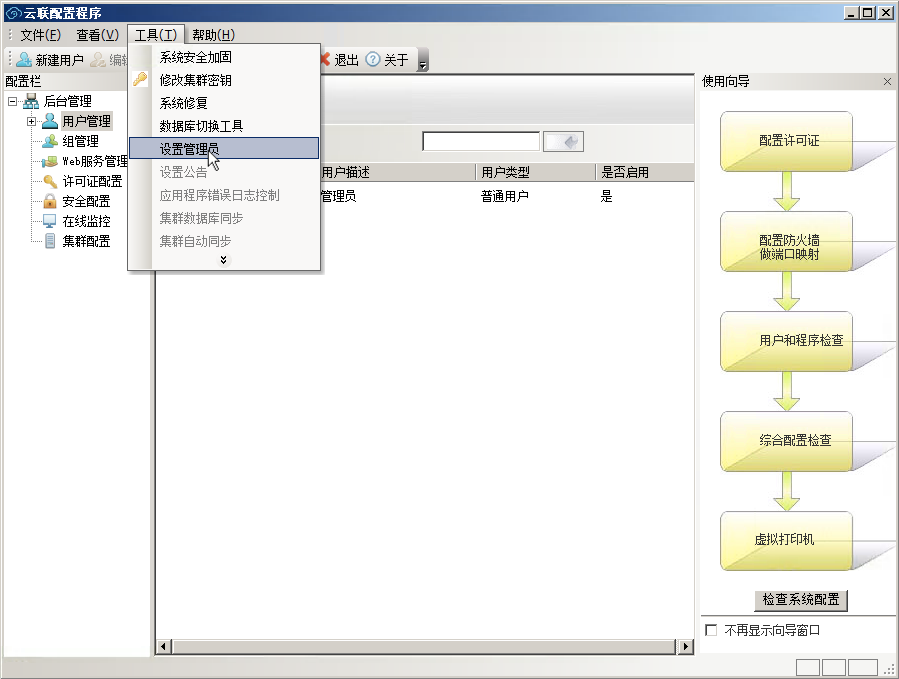 云联配置程序
文件(F) 查看(V) 工具(T) 帮助(H)
新建用户 退出 关于
配置栏
后台管理
用户管理
组管理
Web服务管理
许可证配置
安全配置
在线监控
集群配置
系统安全加固
修改集群密钥
系统修复
数据库切换工具
设置管理员
设置公告
应用程序错误日志控制
集群数据库同步
集群自动同步
用户描述 用户类型 是否启用
管理员 普通用户 是
使用向导
配置许可证
配置防火墙
做端口映射
用户和程序检查
综合配置检查
虚拟打印机
检查系统配置
不再显示向导窗口